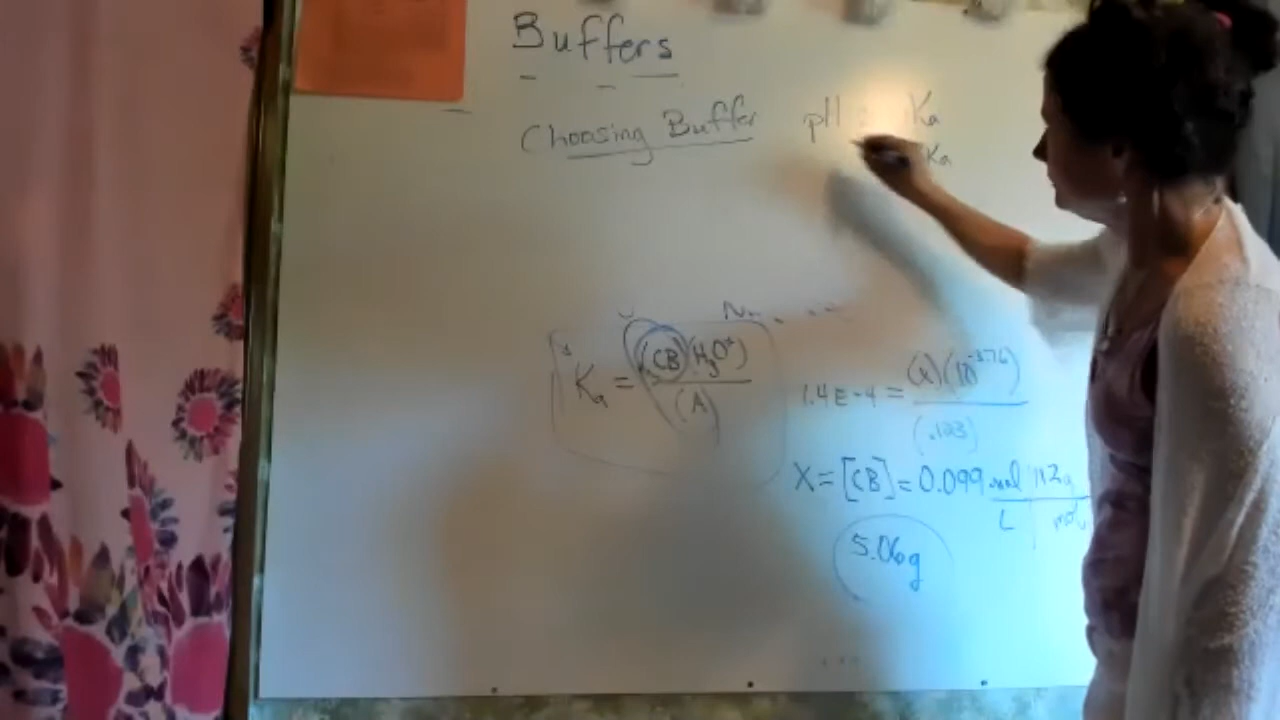 Buffers
Choosing Buffer pH Ka
Ka
Ka = (CB)(H3O+)
(A)
1.4E-4 = (x)(10^-3.76)
X = [CB] = 0.099 mol 112g
L mol
5.06g